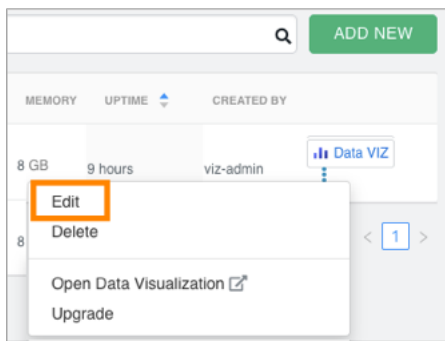 ADD NEW
MEMORY UPTIME CREATED BY
8 GB 9 hours viz-admin Data VIZ
Edit
8
Delete
< 1 >
Open Data Visualization
Upgrade